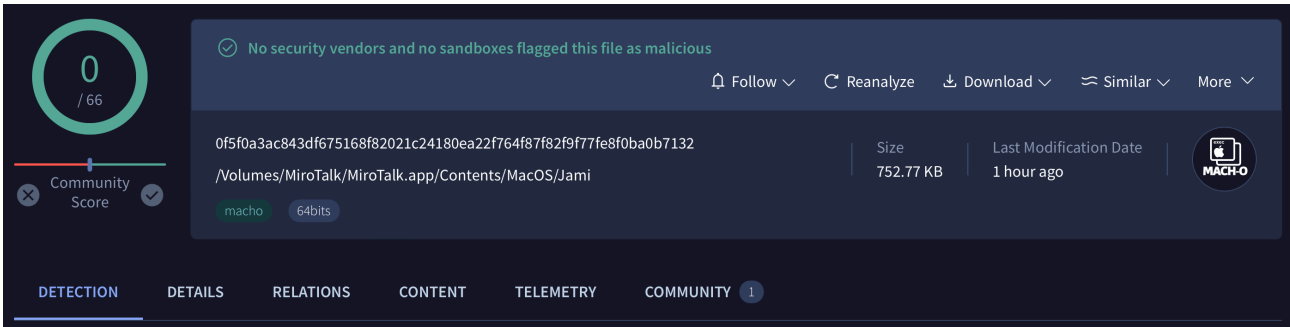 0
/ 66
Community
Score
No security vendors and no sandboxes flagged this file as malicious
Follow
Reanalyze
Download
Similar
More
0f5f0a3ac843df675168f82021c24180ea22f764f87f82f9f77fe8f0ba0b7132
/Volumes/MiroTalk/MiroTalk.app/Contents/MacOS/Jami
macho
64bits
Size
752.77 KB
Last Modification Date
1 hour ago
exec
MACH-O
DETECTION
DETAILS
RELATIONS
CONTENT
TELEMETRY
COMMUNITY 1